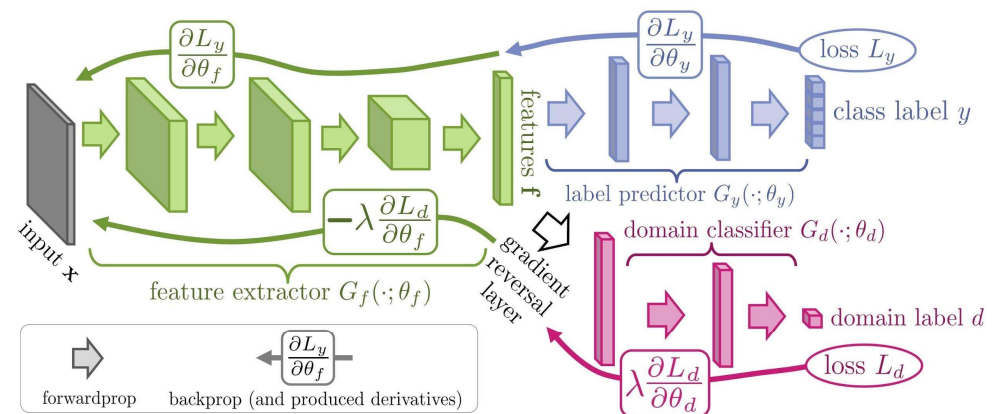 ∂L_y/∂θ_f
∂L_y/∂θ_y
loss L_y
features f
class label y
label predictor G_y(·; θ_y)
−λ ∂L_d/∂θ_f
input x
feature extractor G_f(·; θ_f)
gradient
reversal
layer
domain classifier G_d(·; θ_d)
domain label d
λ ∂L_d/∂θ_d
loss L_d
forwardprop
∂L_y/∂θ_f
backprop (and produced derivatives)